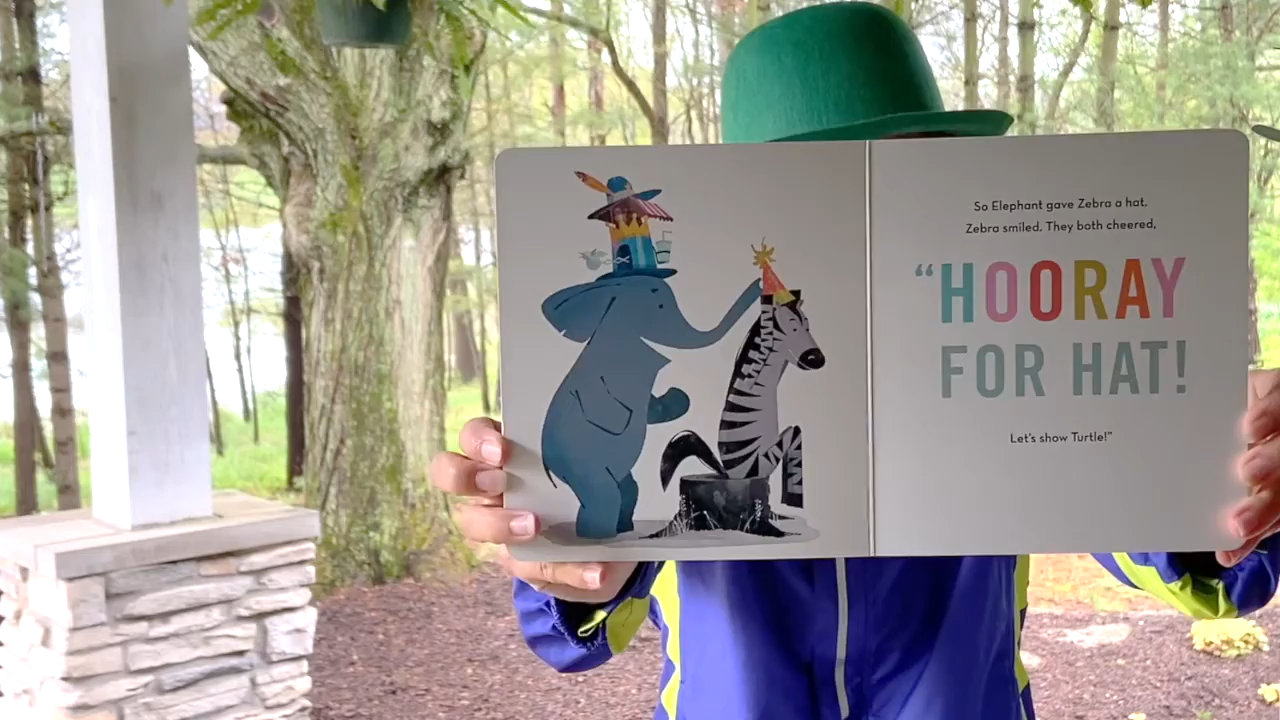 So Elephant gave Zebra a hat.
Zebra smiled. They both cheered,
“HOORAY
FOR HAT!
Let's show Turtle!”